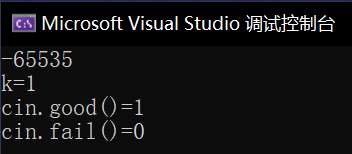 Microsoft Visual Studio 调试控制台
-65535
k=1
cin.good()=1
cin.fail()=0